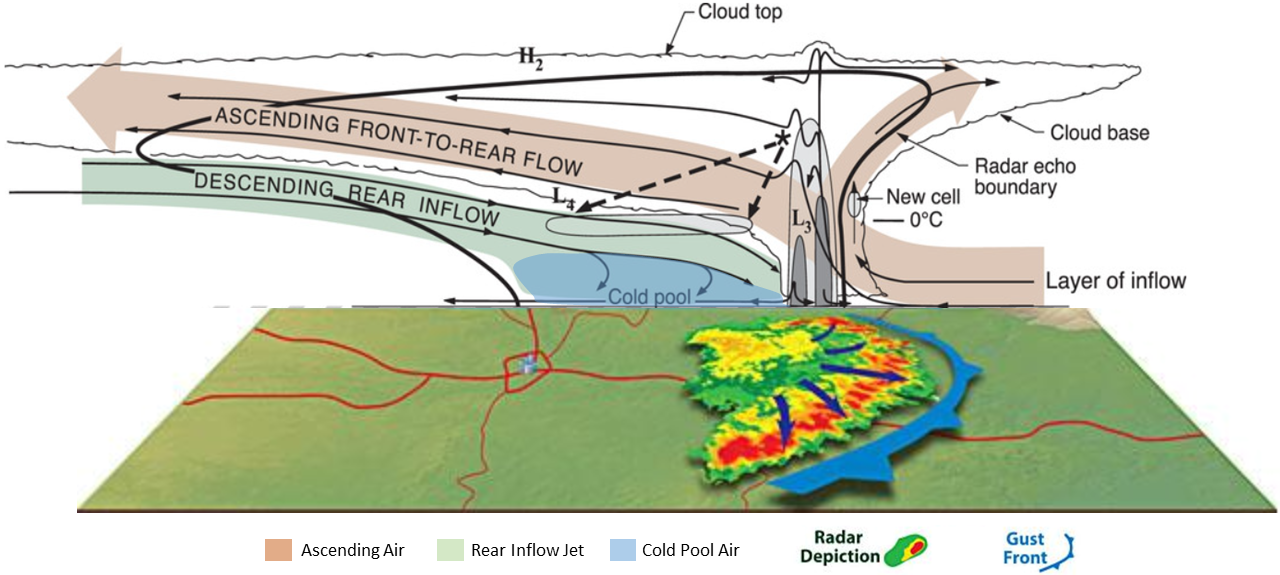 Cloud top
H2
ASCENDING FRONT-TO-REAR FLOW
Cloud base
Radar echo
boundary
DESCENDING REAR INFLOW
L4
New cell
0°C
L3
Layer of inflow
Cold pool
Ascending Air
Rear Inflow Jet
Cold Pool Air
Radar
Depiction
Gust
Front